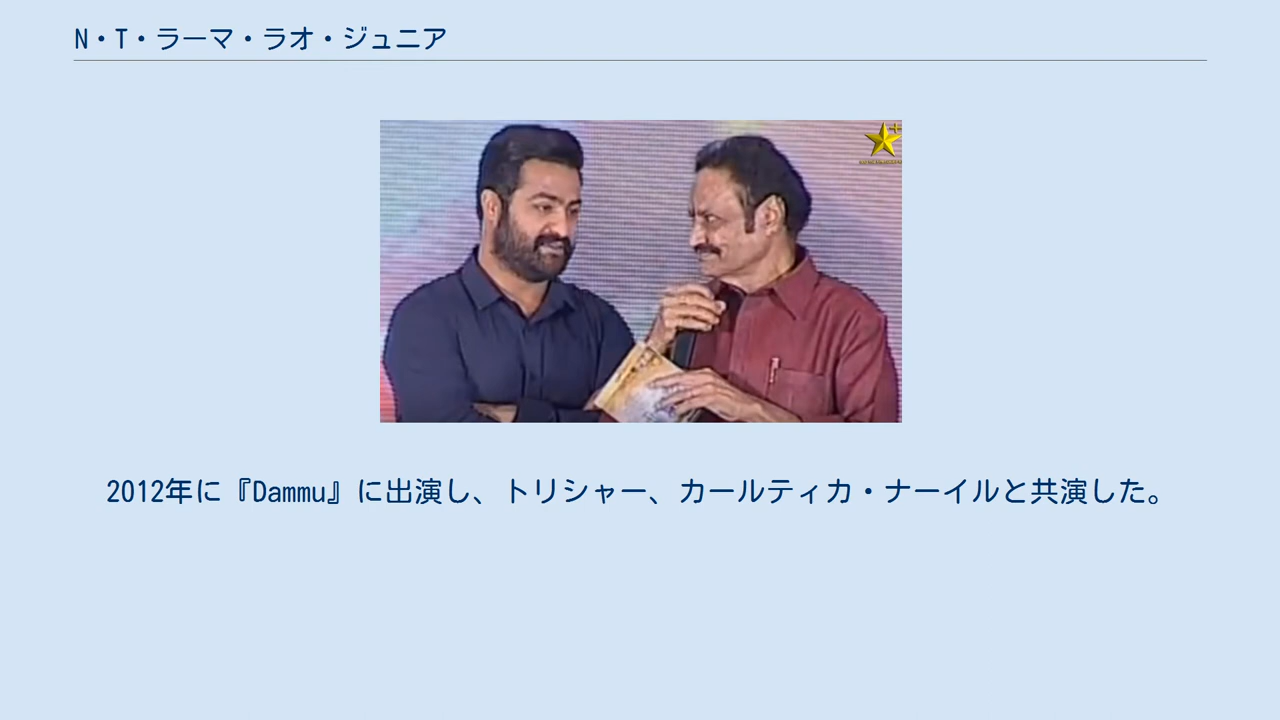 N・T・ラーマ・ラオ・ジュニア
2012年に『Dammu』に出演し、トリシャー、カールティカ・ナーイルと共演した。